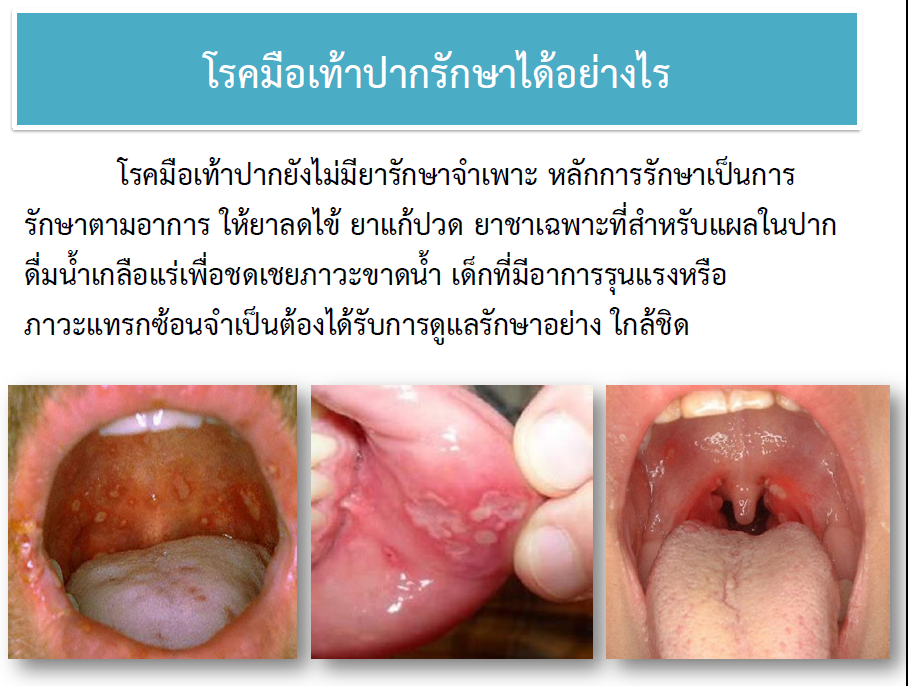 โรคมือเท้าปากรักษาได้อย่างไร
โรคมือเท้าปากยังไม่มียารักษาจำเพาะ หลักการรักษาเป็นการ
รักษาตามอาการ ให้ยาลดไข้ ยาแก้ปวด ยาชาเฉพาะที่สำหรับแผลในปาก
ดื่มน้ำเกลือแร่เพื่อชดเชยภาวะขาดน้ำ เด็กที่มีอาการรุนแรงหรือ
ภาวะแทรกซ้อนจำเป็นต้องได้รับการดูแลรักษาอย่าง ใกล้ชิด